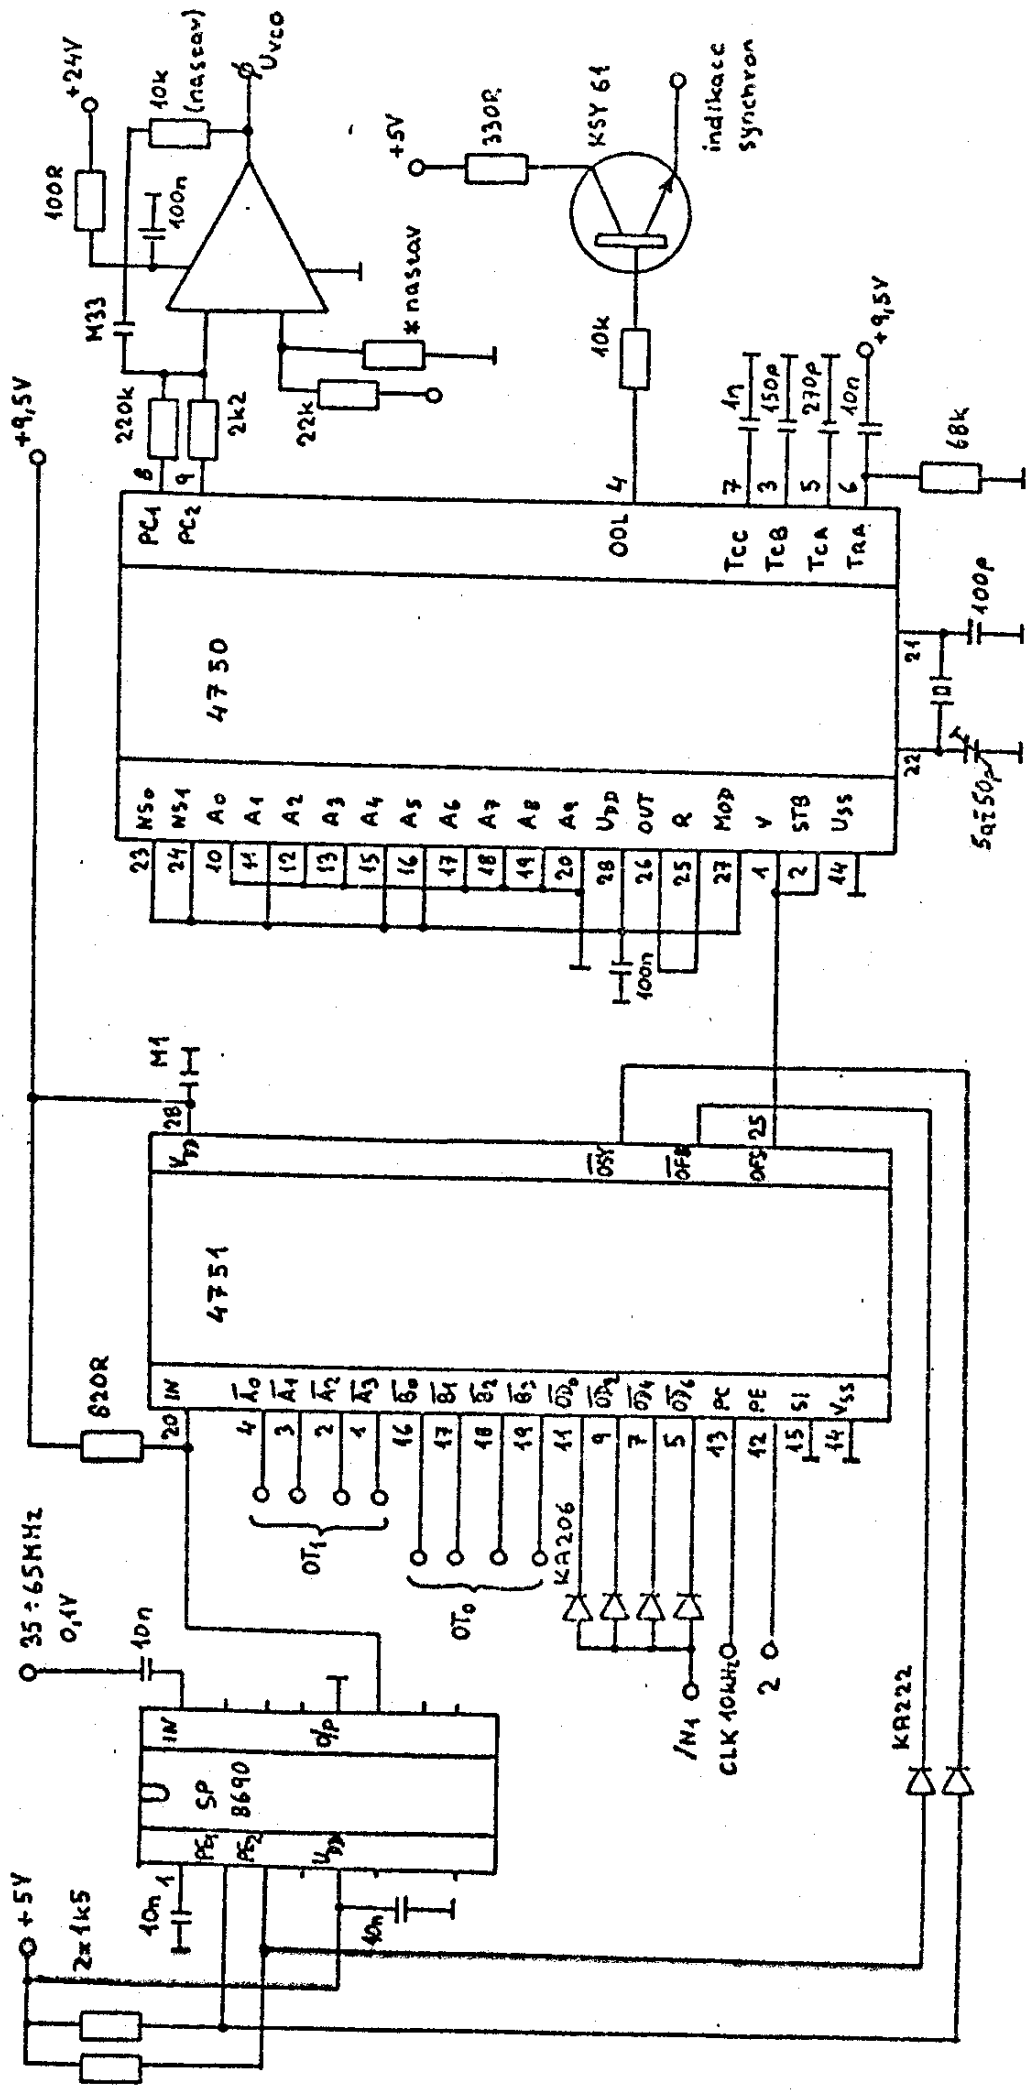 +5V
2x1k5
10n
1
PE1
PE2
UDD
10n
SP
8690
IN
O/P
35÷65MHz
0,1V
10n
820R
20
IN
4
A0
3
A1
2
A2
1
A3
OT1
16
B0
17
B1
18
B2
19
B3
OT0
KA206
11
OD0
9
OD2
7
OD4
5
OD6
/N1
13
PC
CLK 10kHz
12
PE
2
15
SI
14
VSS
KA222
4751
VDD
28
M1
OSY
OFB
OFS
25
+9,5V
23
NS0
24
NS1
10
A0
11
A1
12
A2
13
A3
15
A4
16
A5
17
A6
18
A7
19
A8
20
A9
28
UDD
100n
26
OUT
25
R
27
MOD
1
V
2
STB
14
USS
4750
22
21
5až50p
100p
PC1
8
PC2
9
220k
2k2
M33
22k
* nastav
100R
+24V
100n
10k
(nastav)
UVCO
OOL
4
10k
+5V
330R
KSY 61
indikace
synchron
TCC
7
1n
TCB
3
150p
TCA
5
270p
TRA
6
10n
+9,5V
68k